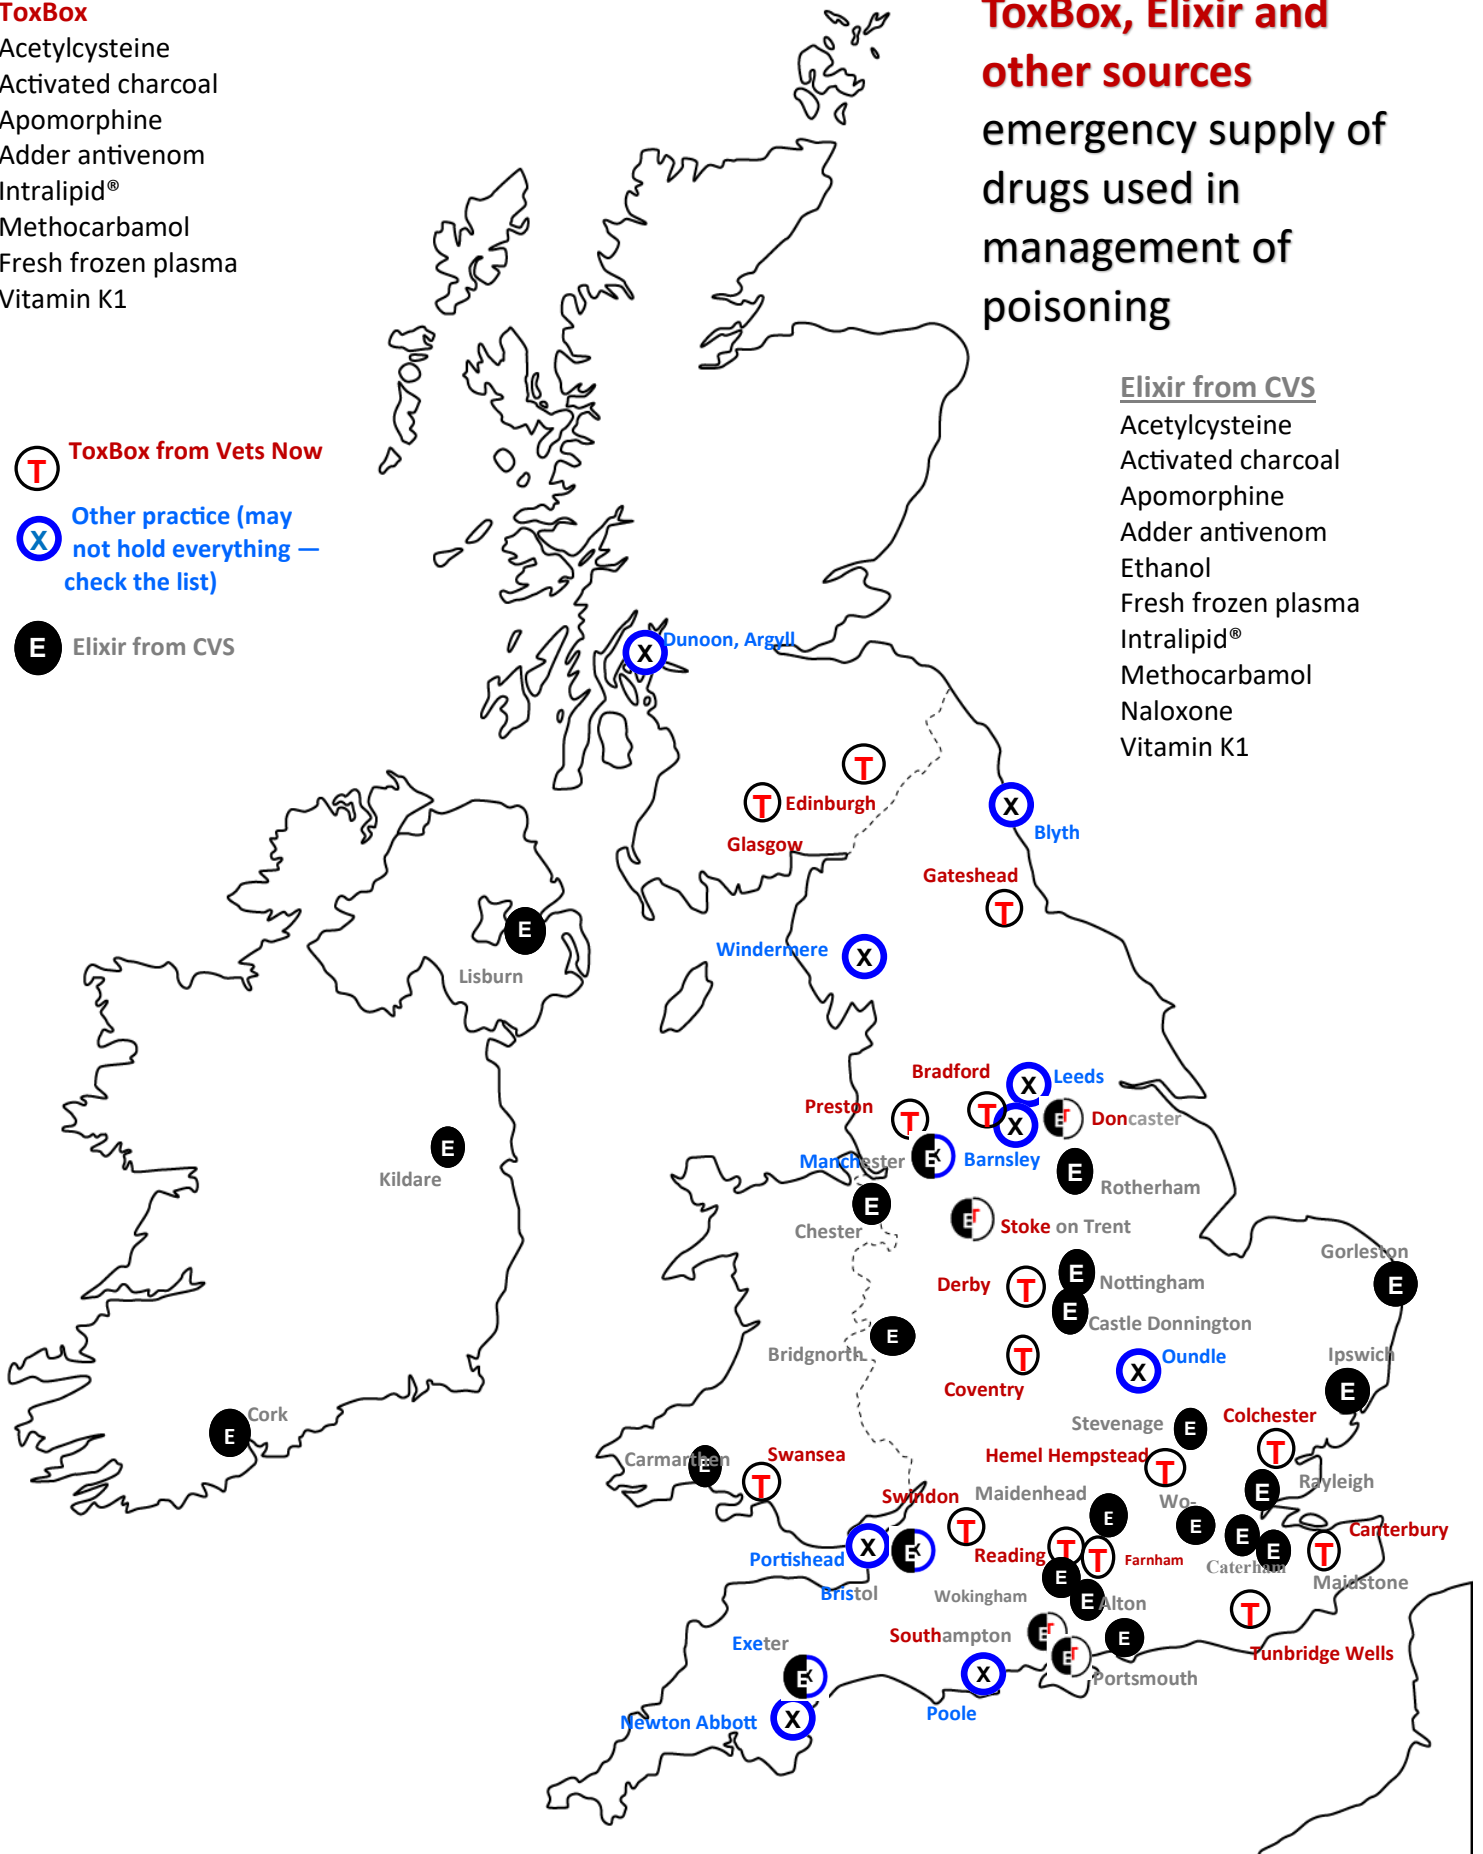 ToxBox
Acetylcysteine
Activated charcoal
Apomorphine
Adder antivenom
Intralipid®
Methocarbamol
Fresh frozen plasma
Vitamin K1
ToxBox, Elixir and
other sources
emergency supply of
drugs used in
management of
poisoning
Elixir from CVS
Acetylcysteine
Activated charcoal
Apomorphine
Adder antivenom
Ethanol
Fresh frozen plasma
Intralipid®
Methocarbamol
Naloxone
Vitamin K1
T ToxBox from Vets Now
X Other practice (may
not hold everything —
check the list)
E Elixir from CVS
X Dunoon, Argyll
T
T Edinburgh
Glasgow
X
Blyth
Gateshead
T
E
Lisburn
Windermere X
Bradford X Leeds
Preston T T X E T Doncaster
E
Kildare
Manchester E X Barnsley
E Rotherham
E
Chester
E T Stoke on Trent
Gorleston
E
Derby T E Nottingham
E Castle Donnington
E
Bridgnorth
T
Coventry
X Oundle
Ipswich
E
Cork
E
Stevenage E
Colchester
T
Carmarthen E
Swansea
T
Hemel Hempstead T
E Rayleigh
Swindon
T
Maidenhead E
Wo-
E
E
E
Caterham
Canterbury
T
Maidstone
Portishead X E X
Bristol
Reading T T Farnham
E
Wokingham
E Alton
T
Tunbridge Wells
Exeter
E X
Southampton E T
E T
E
Portsmouth
Newton Abbott X
X
Poole